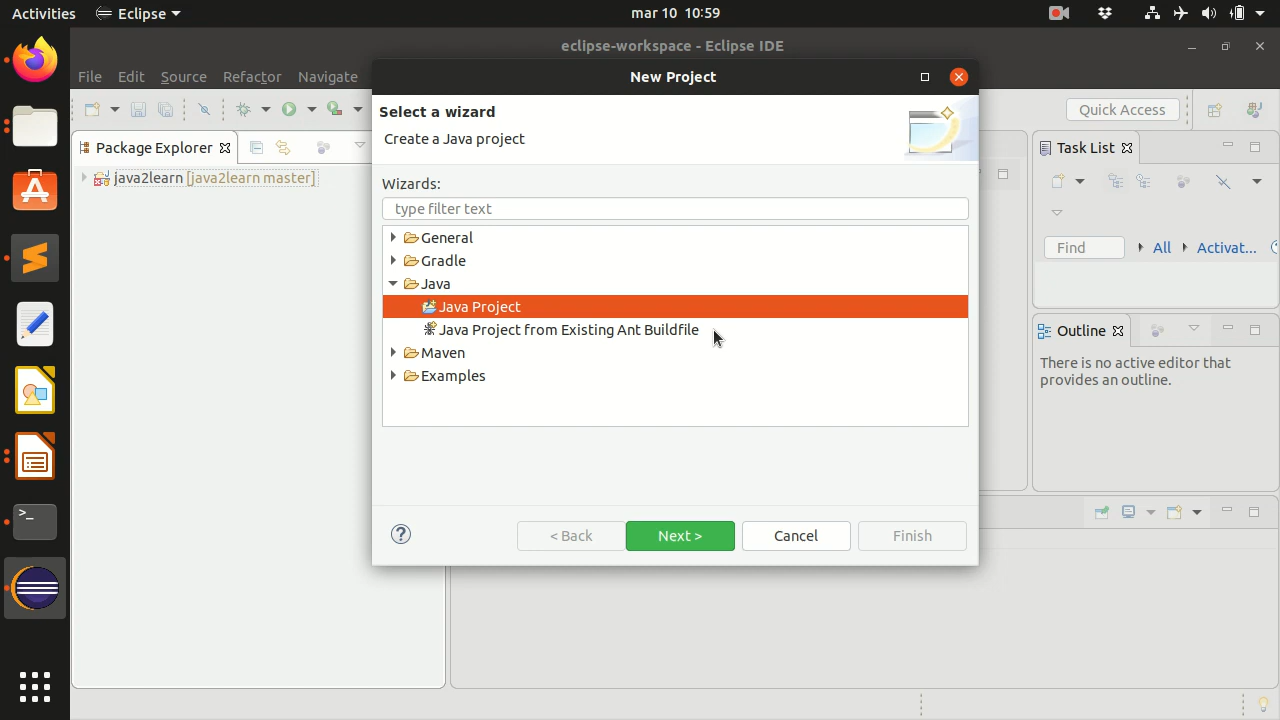 Activities Eclipse mar 10 10:59
eclipse-workspace - Eclipse IDE
File Edit Source Refactor Navigate
New Project
Select a wizard
Create a Java project
Quick Access
Package Explorer
Task List
java2learn [java2learn master]
Wizards:
type filter text
General
Gradle
Java
Java Project
Java Project from Existing Ant Buildfile
Maven
Examples
Find All Activat...
Outline
There is no active editor that
provides an outline.
? < Back Next > Cancel Finish